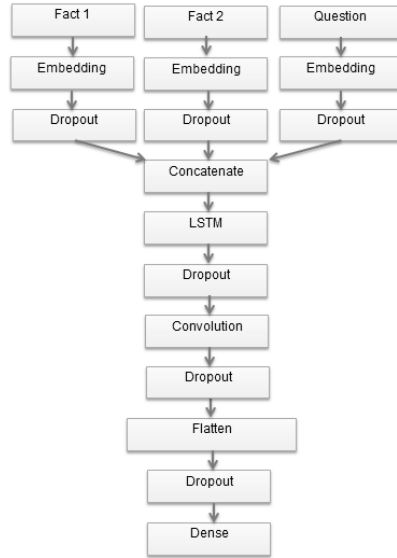 Fact 1
Fact 2
Question
Embedding
Embedding
Embedding
Dropout
Dropout
Dropout
Concatenate
LSTM
Dropout
Convolution
Dropout
Flatten
Dropout
Dense